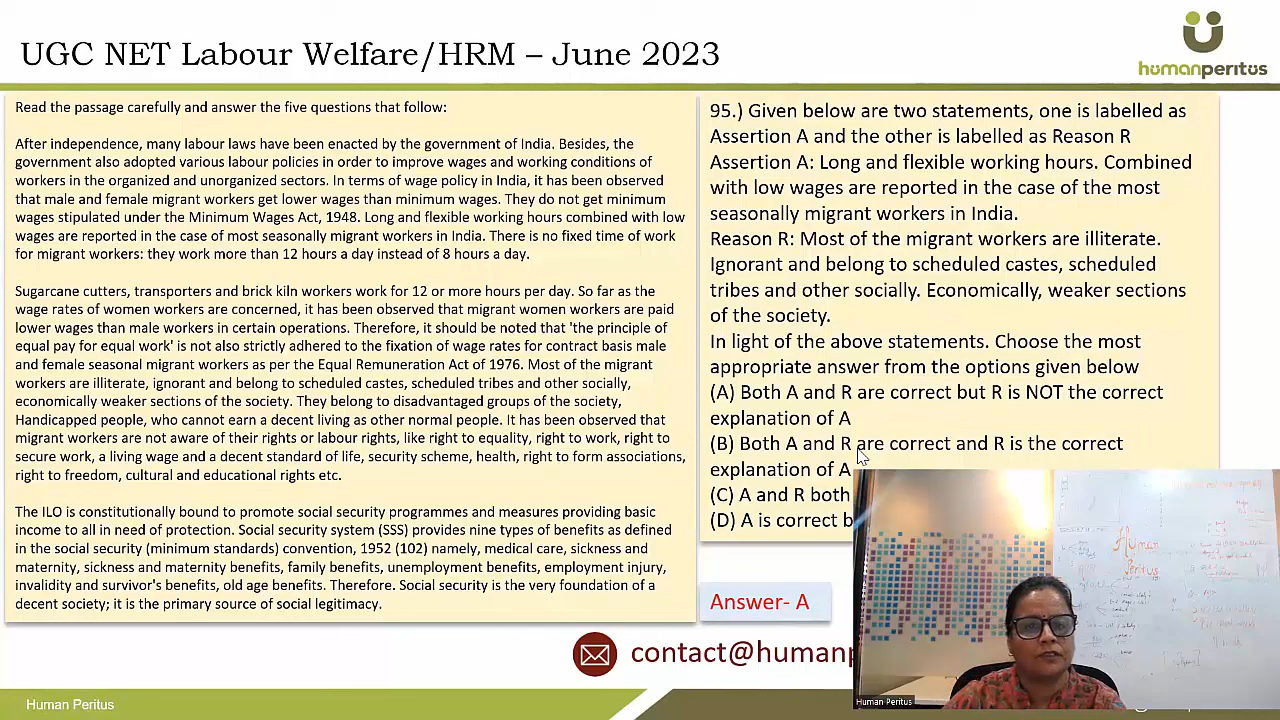 UGC NET Labour Welfare/HRM – June 2023
humanperitus
Read the passage carefully and answer the five questions that follow:
After independence, many labour laws have been enacted by the government of India. Besides, the
government also adopted various labour policies in order to improve wages and working conditions of
workers in the organized and unorganized sectors. In terms of wage policy in India, it has been observed
that male and female migrant workers get lower wages than minimum wages. They do not get minimum
wages stipulated under the Minimum Wages Act, 1948. Long and flexible working hours combined with low
wages are reported in the case of most seasonally migrant workers in India. There is no fixed time of work
for migrant workers: they work more than 12 hours a day instead of 8 hours a day.
Sugarcane cutters, transporters and brick kiln workers work for 12 or more hours per day. So far as the
wage rates of women workers are concerned, it has been observed that migrant women workers are paid
lower wages than male workers in certain operations. Therefore, it should be noted that 'the principle of
equal pay for equal work' is not also strictly adhered to the fixation of wage rates for contract basis male
and female seasonal migrant workers as per the Equal Remuneration Act of 1976. Most of the migrant
workers are illiterate, ignorant and belong to scheduled castes, scheduled tribes and other socially,
economically weaker sections of the society. They belong to disadvantaged groups of the society,
Handicapped people, who cannot earn a decent living as other normal people. It has been observed that
migrant workers are not aware of their rights or labour rights, like right to equality, right to work, right to
secure work, a living wage and a decent standard of life, security scheme, health, right to form associations,
right to freedom, cultural and educational rights etc.
The ILO is constitutionally bound to promote social security programmes and measures providing basic
income to all in need of protection. Social security system (SSS) provides nine types of benefits as defined
in the social security (minimum standards) convention, 1952 (102) namely, medical care, sickness and
maternity, sickness and maternity benefits, family benefits, unemployment benefits, employment injury,
invalidity and survivor's benefits, old age benefits. Therefore. Social security is the very foundation of a
decent society; it is the primary source of social legitimacy.
95.) Given below are two statements, one is labelled as
Assertion A and the other is labelled as Reason R
Assertion A: Long and flexible working hours. Combined
with low wages are reported in the case of the most
seasonally migrant workers in India.
Reason R: Most of the migrant workers are illiterate.
Ignorant and belong to scheduled castes, scheduled
tribes and other socially. Economically, weaker sections
of the society.
In light of the above statements. Choose the most
appropriate answer from the options given below
(A) Both A and R are correct but R is NOT the correct
explanation of A
(B) Both A and R are correct and R is the correct
explanation of A
(C) A and R both
(D) A is correct b
Answer- A
contact@humanp
Human
Peritus
Human Peritus
Human Peritus